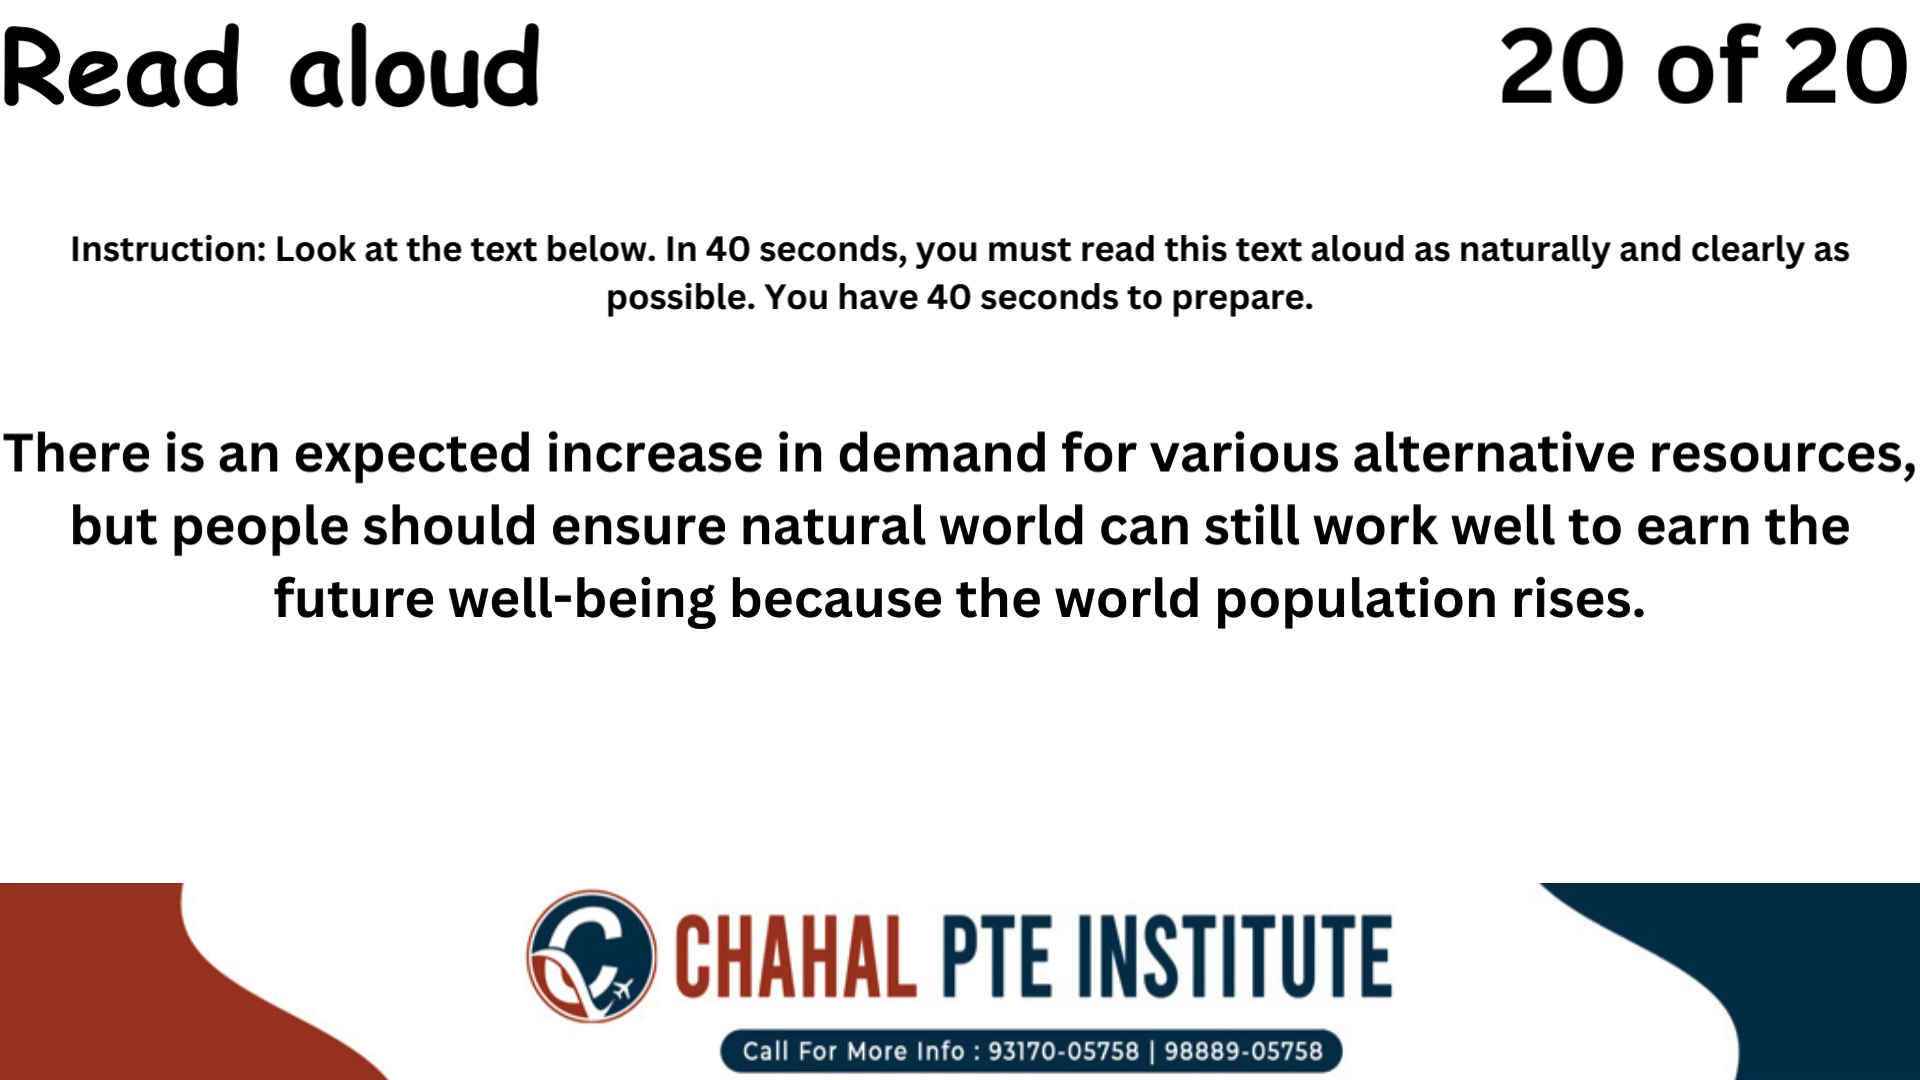 Read aloud
20 of 20
Instruction: Look at the text below. In 40 seconds, you must read this text aloud as naturally and clearly as
possible. You have 40 seconds to prepare.
There is an expected increase in demand for various alternative resources,
but people should ensure natural world can still work well to earn the
future well-being because the world population rises.
CHAHAL PTE INSTITUTE
Call For More Info : 93170-05758 | 98889-05758